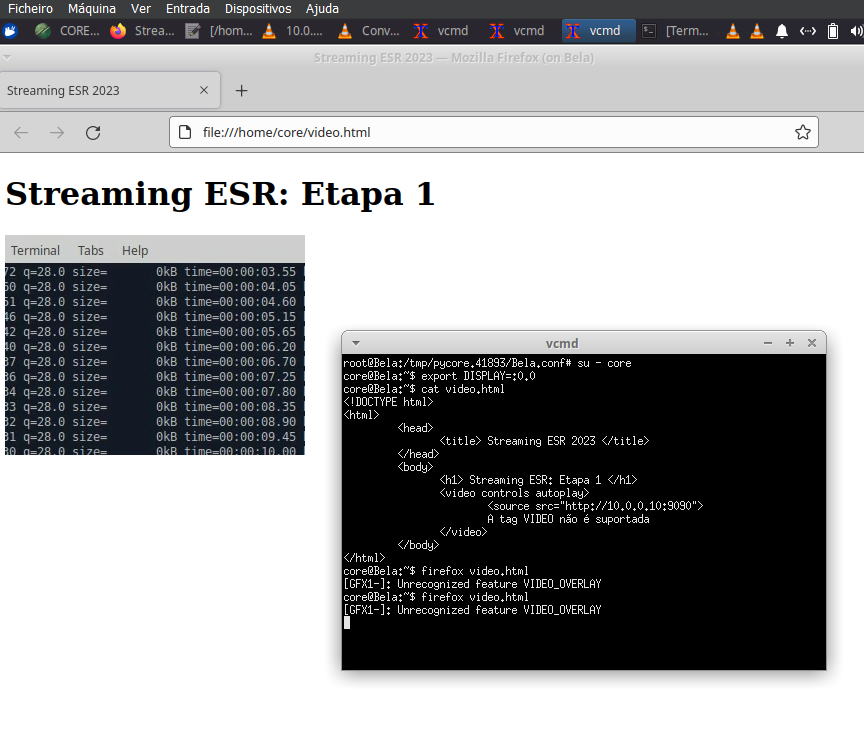 Ficheiro Máquina Ver Entrada Dispositivos Ajuda
CORE... Strea... [/hom... 10.0.... Conv... vcmd vcmd vcmd [Term...
Streaming ESR 2023 — Mozilla Firefox (on Bela)
Streaming ESR 2023
file:///home/core/video.html
Streaming ESR: Etapa 1
Terminal Tabs Help
72 q=28.0 size= 0kB time=00:00:03.55
60 q=28.0 size= 0kB time=00:00:04.05
51 q=28.0 size= 0kB time=00:00:04.60
46 q=28.0 size= 0kB time=00:00:05.15
42 q=28.0 size= 0kB time=00:00:05.65
40 q=28.0 size= 0kB time=00:00:06.20
37 q=28.0 size= 0kB time=00:00:06.70
36 q=28.0 size= 0kB time=00:00:07.25
34 q=28.0 size= 0kB time=00:00:07.80
33 q=28.0 size= 0kB time=00:00:08.35
32 q=28.0 size= 0kB time=00:00:08.90
31 q=28.0 size= 0kB time=00:00:09.45
30 q=28.0 size= 0kB time=00:00:10.00
vcmd
root@Bela:/tmp/pycore.41893/Bela.conf# su - core
core@Bela:~$ export DISPLAY=:0.0
core@Bela:~$ cat video.html
<!DOCTYPE html>
<html>
<head>
<title> Streaming ESR 2023 </title>
</head>
<body>
<h1> Streaming ESR: Etapa 1 </h1>
<video controls autoplay>
<source src="http://10.0.0.10:9090">
A tag VIDEO não é suportada
</video>
</body>
</html>
core@Bela:~$ firefox video.html
[GFX1-]: Unrecognized feature VIDEO_OVERLAY
core@Bela:~$ firefox video.html
[GFX1-]: Unrecognized feature VIDEO_OVERLAY